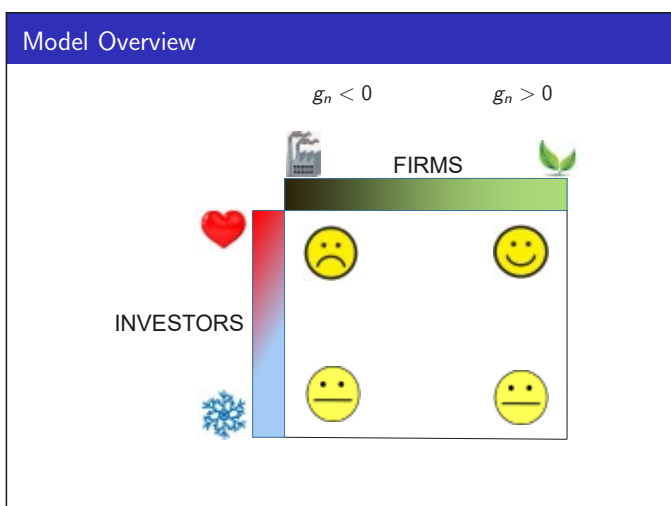 Model Overview
gₙ < 0 gₙ > 0
FIRMS
INVESTORS